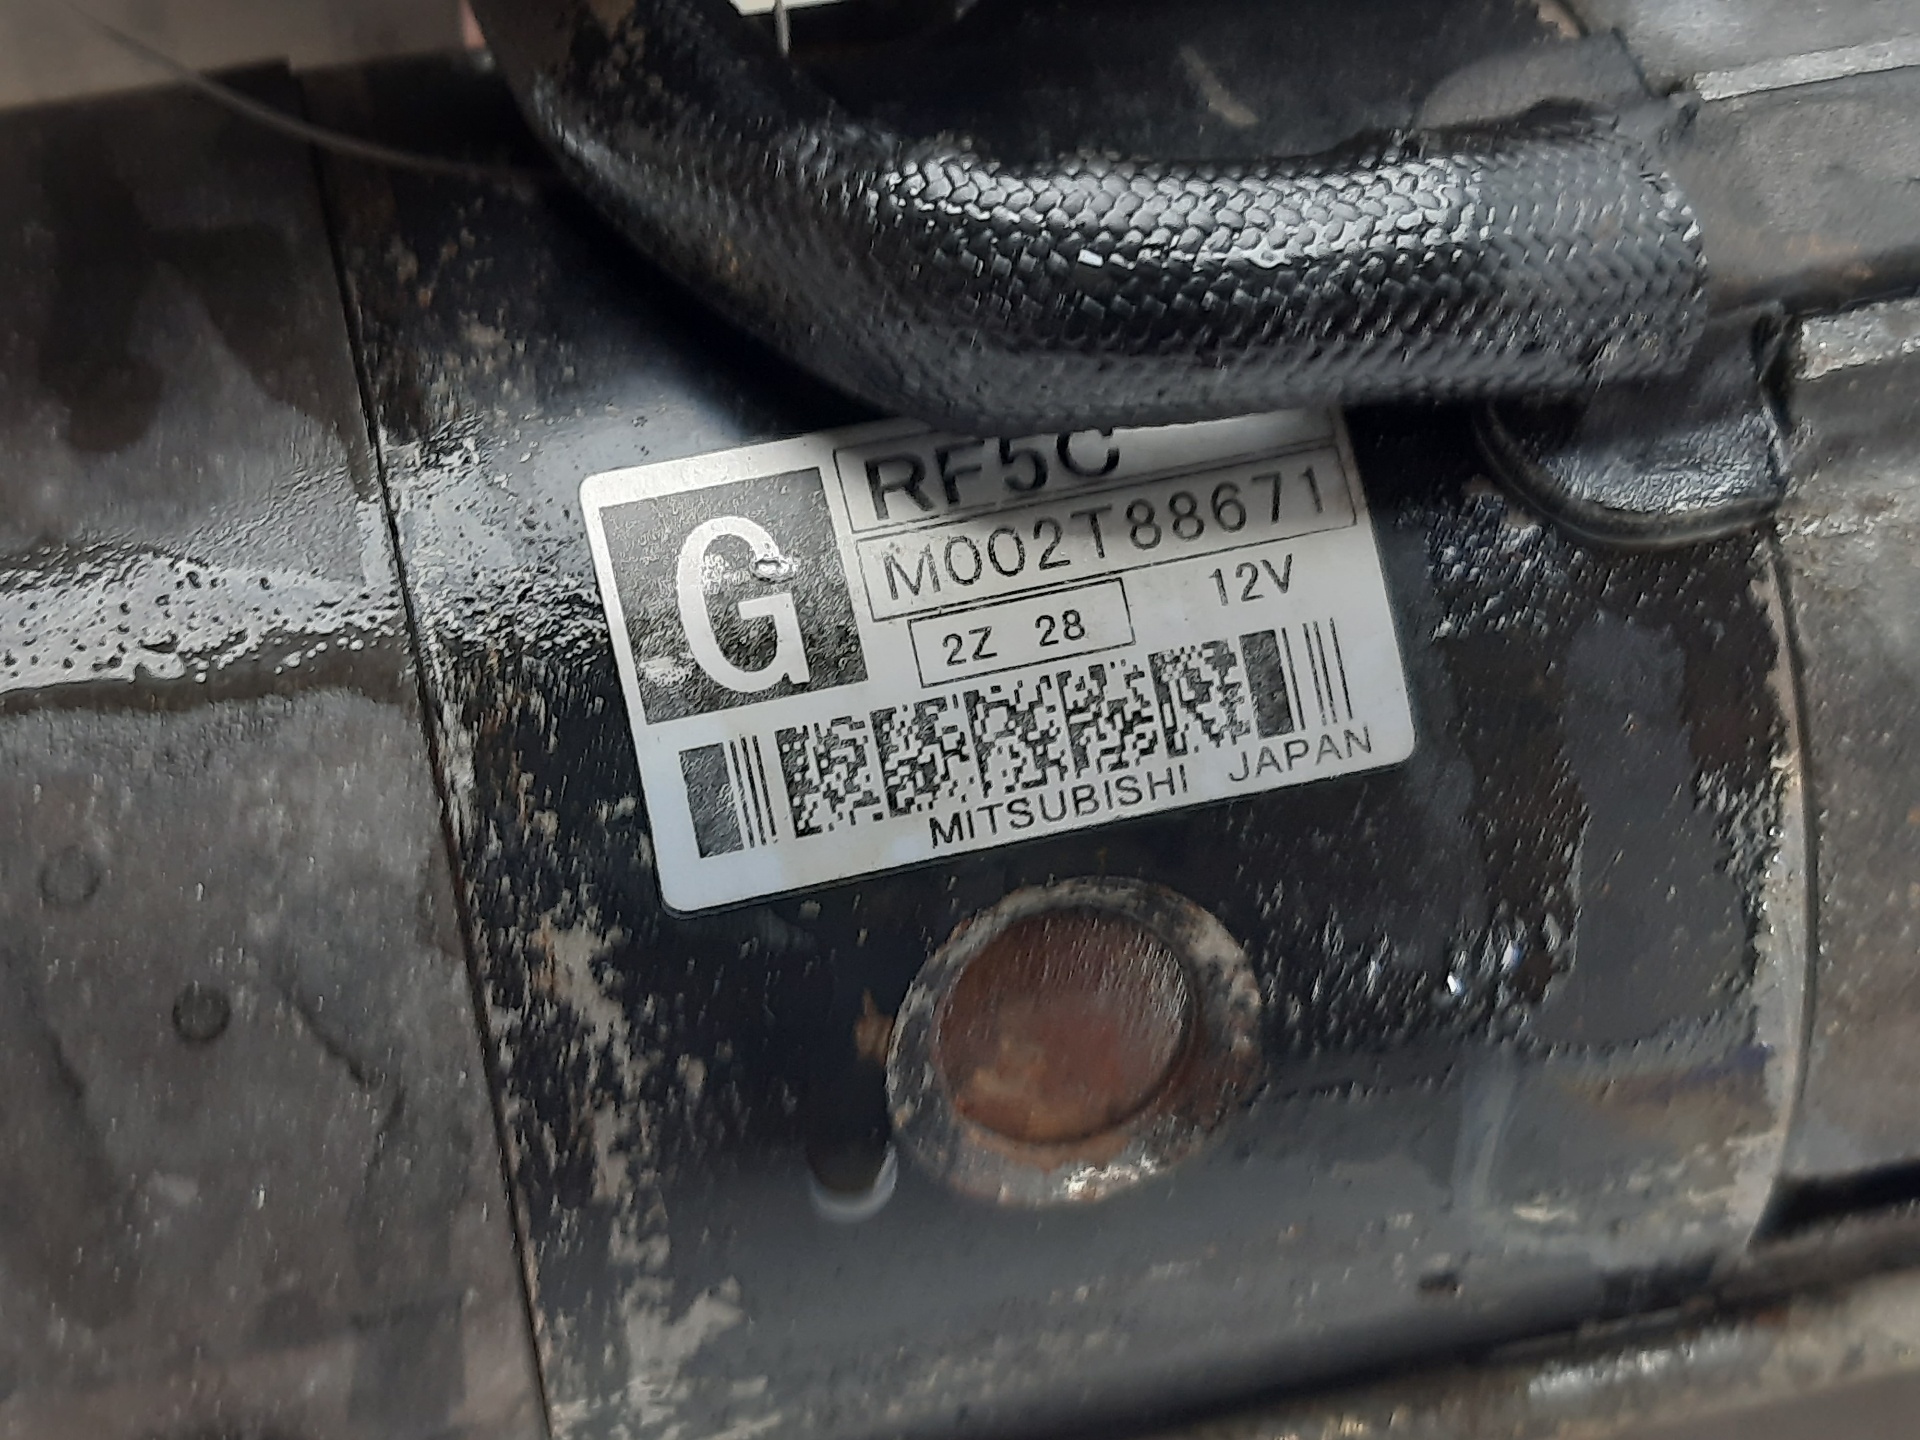 G
RF5C
M002T88671
2Z 28
12V
MITSUBISHI JAPAN